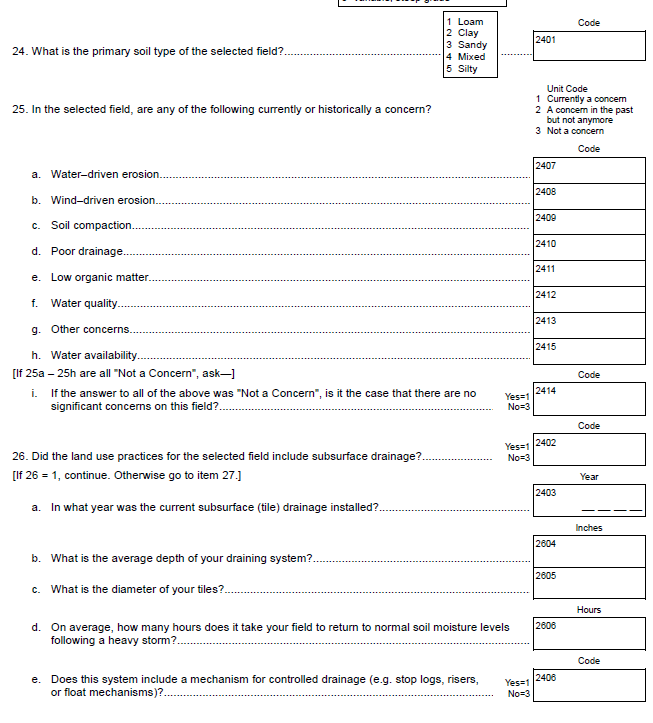 1 Loam
2 Clay
3 Sandy
4 Mixed
5 Silty
Code
24. What is the primary soil type of the selected field?
2401
25. In the selected field, are any of the following currently or historically a concern?
Unit Code
1 Currently a concern
2 A concern in the past
but not anymore
3 Not a concern
Code
a. Water–driven erosion
2407
b. Wind–driven erosion
2408
c. Soil compaction
2409
d. Poor drainage
2410
e. Low organic matter
2411
f. Water quality
2412
g. Other concerns
2413
h. Water availability
2415
[If 25a – 25h are all "Not a Concern", ask—]
Code
i. If the answer to all of the above was "Not a Concern", is it the case that there are no
significant concerns on this field?
Yes=1
No=3
2414
Code
26. Did the land use practices for the selected field include subsurface drainage?
Yes=1
No=3
2402
[If 26 = 1, continue. Otherwise go to item 27.]
Year
a. In what year was the current subsurface (tile) drainage installed?
2403
Inches
b. What is the average depth of your draining system?
2604
c. What is the diameter of your tiles?
2605
Hours
d. On average, how many hours does it take your field to return to normal soil moisture levels
following a heavy storm?
2606
Code
e. Does this system include a mechanism for controlled drainage (e.g. stop logs, risers,
or float mechanisms)?
Yes=1
No=3
2406